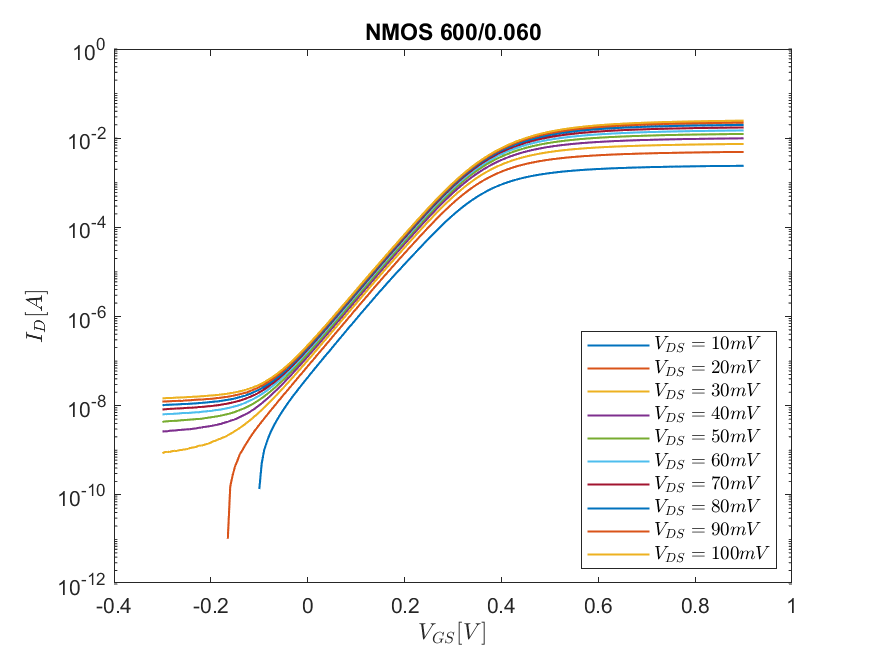 NMOS 600/0.060
10^0
10^-2
10^-4
10^-6
10^-8
10^-10
10^-12
I_D[A]
-0.4 -0.2 0 0.2 0.4 0.6 0.8 1
V_GS[V]
V_DS = 10mV
V_DS = 20mV
V_DS = 30mV
V_DS = 40mV
V_DS = 50mV
V_DS = 60mV
V_DS = 70mV
V_DS = 80mV
V_DS = 90mV
V_DS = 100mV